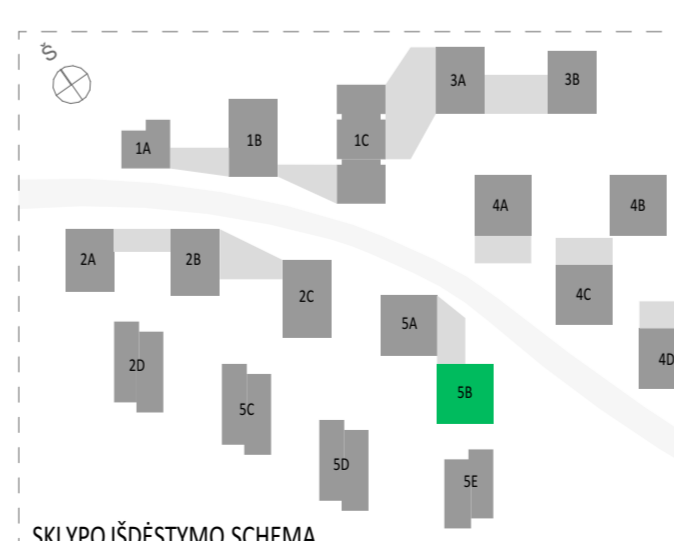 Š
3A
3B
1A
1B
1C
4A
4B
2A
2B
2C
4C
5A
4D
2D
5B
5C
5D
5E
SKLYPO IŠDĖSTYMO SCHEMA